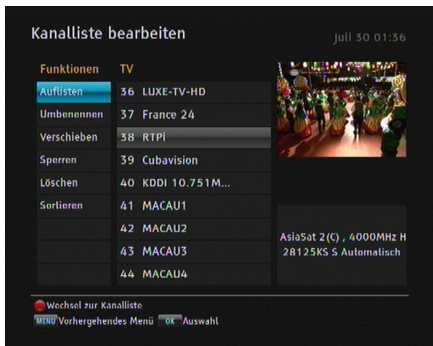 Kanalliste bearbeiten
Juli 30 01:36
Funktionen TV
Auflisten
Umbenennen
Verschieben
Sperren
Löschen
Sortieren
36 LUXE-TV-HD
37 France 24
38 RTPi
39 Cubavision
40 KDDI 10.751M...
41 MACAU1
42 MACAU2
43 MACAU3
44 MACAU4
AsiaSat 2(C) , 4000MHz H
28125KS S Automatisch
Wechsel zur Kanalliste
MENU Vorhergehendes Menü OK Auswahl